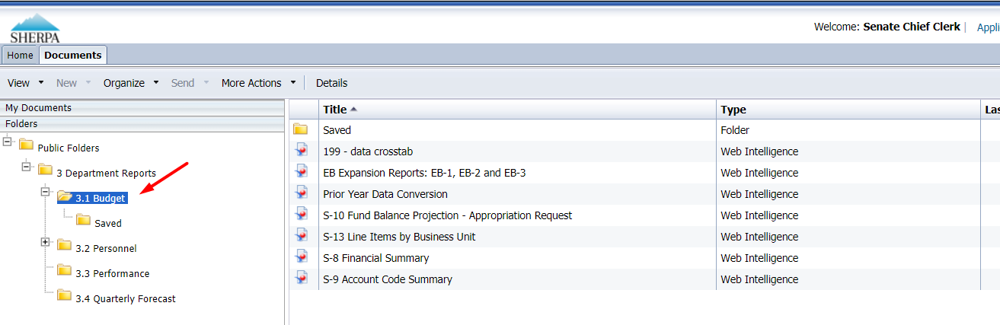 SHERPA
Welcome: Senate Chief Clerk | Appli
Home Documents
View New Organize Send More Actions Details
My Documents
Folders
Public Folders
3 Department Reports
3.1 Budget
Saved
3.2 Personnel
3.3 Performance
3.4 Quarterly Forecast
Title Type Las
Saved Folder
199 - data crosstab Web Intelligence
EB Expansion Reports: EB-1, EB-2 and EB-3 Web Intelligence
Prior Year Data Conversion Web Intelligence
S-10 Fund Balance Projection - Appropriation Request Web Intelligence
S-13 Line Items by Business Unit Web Intelligence
S-8 Financial Summary Web Intelligence
S-9 Account Code Summary Web Intelligence